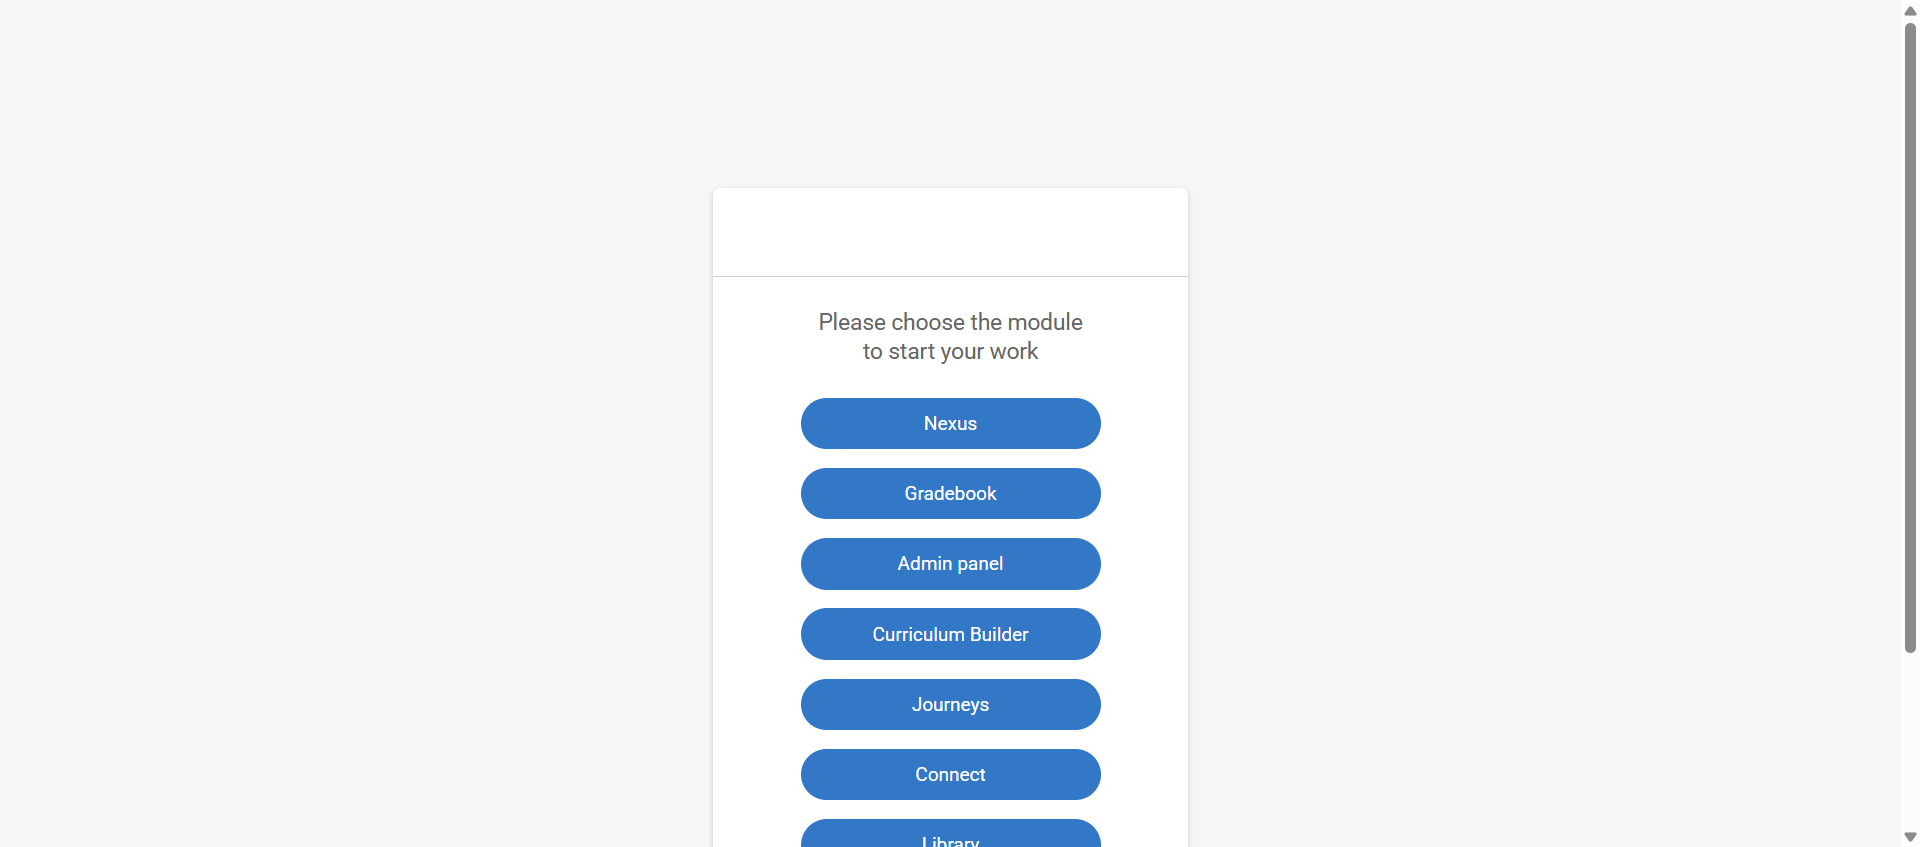 Please choose the module
to start your work
Nexus
Gradebook
Admin panel
Curriculum Builder
Journeys
Connect
Library